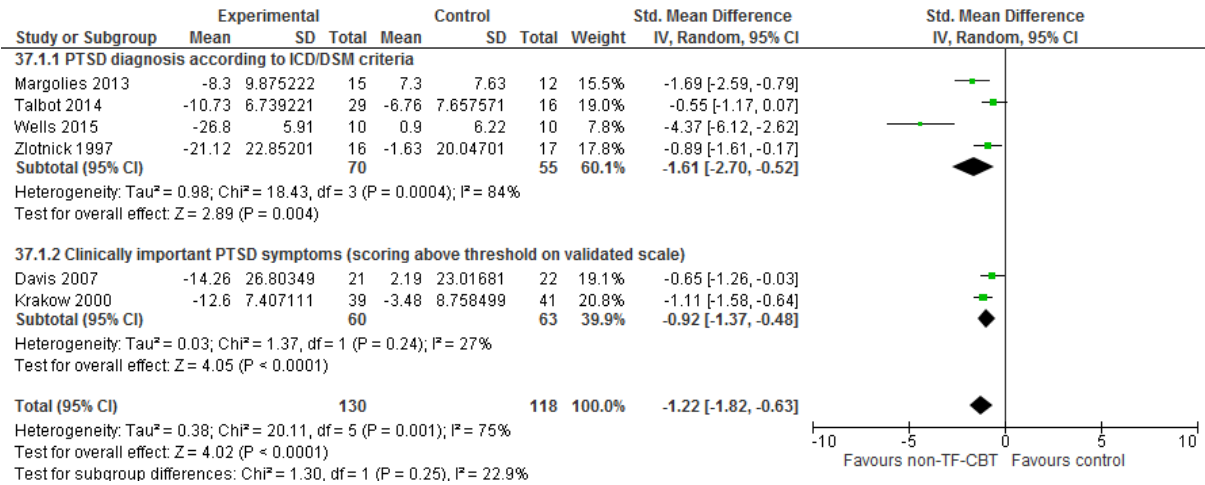 Experimental Control Std. Mean Difference Std. Mean Difference
Study or Subgroup Mean SD Total Mean SD Total Weight IV, Random, 95% CI IV, Random, 95% CI
37.1.1 PTSD diagnosis according to ICD/DSM criteria
Margolies 2013 -8.3 9.875222 15 7.3 7.63 12 15.5% -1.69 [-2.59, -0.79]
Talbot 2014 -10.73 6.739221 29 -6.76 7.657571 16 19.0% -0.55 [-1.17, 0.07]
Wells 2015 -26.8 5.91 10 0.9 6.22 10 7.8% -4.37 [-6.12, -2.62]
Zlotnick 1997 -21.12 22.85201 16 -1.63 20.04701 17 17.8% -0.89 [-1.61, -0.17]
Subtotal (95% CI) 70 55 60.1% -1.61 [-2.70, -0.52]
Heterogeneity: Tau² = 0.98; Chi² = 18.43, df = 3 (P = 0.0004); I² = 84%
Test for overall effect: Z = 2.89 (P = 0.004)
37.1.2 Clinically important PTSD symptoms (scoring above threshold on validated scale)
Davis 2007 -14.26 26.80349 21 2.19 23.01681 22 19.1% -0.65 [-1.26, -0.03]
Krakow 2000 -12.6 7.407111 39 -3.48 8.758499 41 20.8% -1.11 [-1.58, -0.64]
Subtotal (95% CI) 60 63 39.9% -0.92 [-1.37, -0.48]
Heterogeneity: Tau² = 0.03; Chi² = 1.37, df = 1 (P = 0.24); I² = 27%
Test for overall effect: Z = 4.05 (P < 0.0001)
Total (95% CI) 130 118 100.0% -1.22 [-1.82, -0.63]
Heterogeneity: Tau² = 0.38; Chi² = 20.11, df = 5 (P = 0.001); I² = 75%
Test for overall effect: Z = 4.02 (P < 0.0001)
Test for subgroup differences: Chi² = 1.30, df = 1 (P = 0.25), I² = 22.9%
-10 -5 0 5 10
Favours non-TF-CBT Favours control